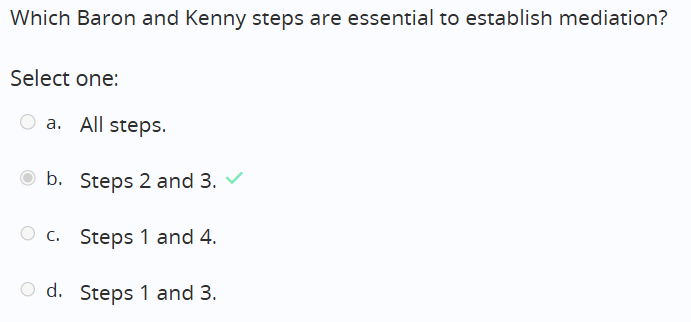 Which Baron and Kenny steps are essential to establish mediation?
Select one:
a. All steps.
b. Steps 2 and 3.
c. Steps 1 and 4.
d. Steps 1 and 3.